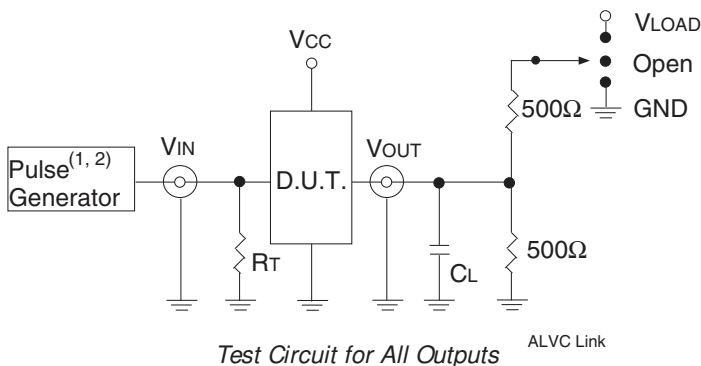 VLOAD
VCC
Open
500Ω
GND
VIN
VOUT
Pulse(1, 2)
Generator
D.U.T.
RT
CL
500Ω
Test Circuit for All Outputs
ALVC Link